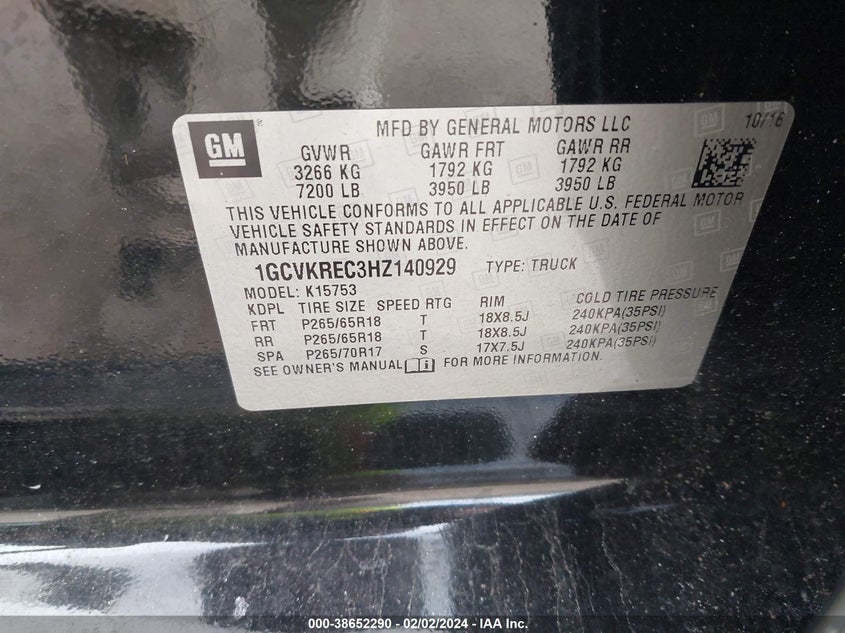 GM
MFD BY GENERAL MOTORS LLC 10/16
GVWR GAWR FRT GAWR RR
3266 KG 1792 KG 1792 KG
7200 LB 3950 LB 3950 LB
THIS VEHICLE CONFORMS TO ALL APPLICABLE U.S. FEDERAL MOTOR
VEHICLE SAFETY STANDARDS IN EFFECT ON THE DATE OF
MANUFACTURE SHOWN ABOVE.
1GCVKREC3HZ140929 TYPE: TRUCK
MODEL: K15753
KDPL TIRE SIZE SPEED RTG RIM COLD TIRE PRESSURE
FRT P265/65R18 T 18X8.5J 240KPA(35PSI)
RR P265/65R18 T 18X8.5J 240KPA(35PSI)
SPA P265/70R17 S 17X7.5J 240KPA(35PSI)
SEE OWNER'S MANUAL FOR MORE INFORMATION.
000-38652290 - 02/02/2024 - IAA Inc.